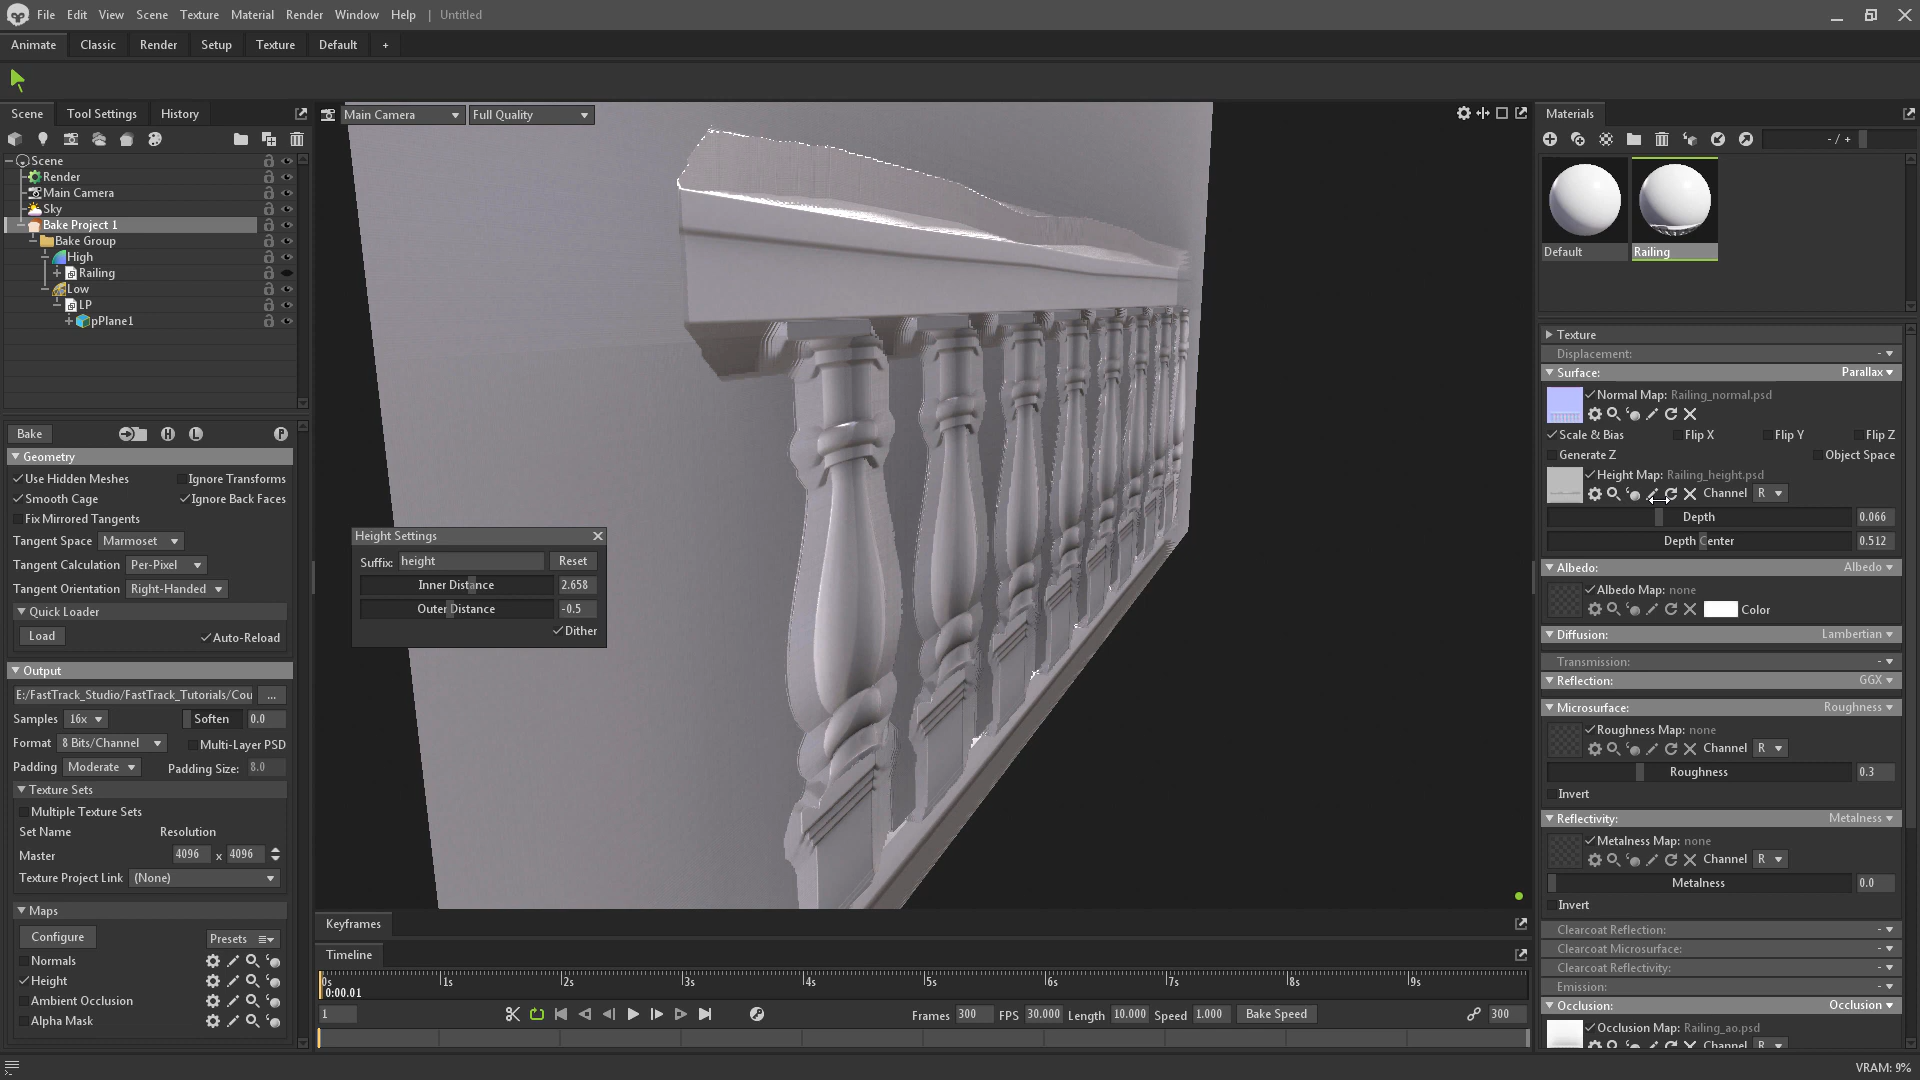 File Edit View Scene Texture Material Render Window Help | Untitled
Animate Classic Render Setup Texture Default +
Scene Tool Settings History
Main Camera Full Quality
Materials
- / +
Scene
Render
Main Camera
Sky
Bake Project 1
Bake Group
High
Railing
Low
LP
pPlane1
Default Railing
Bake H L P
Geometry
Use Hidden Meshes Ignore Transforms
Smooth Cage Ignore Back Faces
Fix Mirrored Tangents
Tangent Space Marmoset
Tangent Calculation Per-Pixel
Tangent Orientation Right-Handed
Quick Loader
Load Auto-Reload
Output
E:/FastTrack_Studio/FastTrack_Tutorials/Cou ...
Samples 16x Soften 0.0
Format 8 Bits/Channel Multi-Layer PSD
Padding Moderate Padding Size: 8.0
Texture Sets
Multiple Texture Sets
Set Name Resolution
Master 4096 x 4096
Texture Project Link (None)
Maps
Configure Presets
Normals
Height
Ambient Occlusion
Alpha Mask
Height Settings
Suffix: height Reset
Inner Distance 2.658
Outer Distance -0.5
Dither
Texture
Displacement: -
Surface: Parallax
Normal Map: Railing_normal.psd
Scale & Bias Flip X Flip Y Flip Z
Generate Z Object Space
Height Map: Railing_height.psd
Channel R
Depth 0.066
Depth Center 0.512
Albedo: Albedo
Albedo Map: none
Color
Diffusion: Lambertian
Transmission: -
Reflection: GGX
Microsurface: Roughness
Roughness Map: none
Channel R
Roughness 0.3
Invert
Reflectivity: Metalness
Metalness Map: none
Channel R
Metalness 0.0
Invert
Clearcoat Reflection: -
Clearcoat Microsurface: -
Clearcoat Reflectivity: -
Emission: -
Occlusion: Occlusion
Occlusion Map: Railing_ao.psd
Channel R
Keyframes
Timeline
0s 1s 2s 3s 4s 5s 6s 7s 8s 9s
0:00.01
1 Frames 300 FPS 30.000 Length 10.000 Speed 1.000 Bake Speed 300
VRAM: 9%